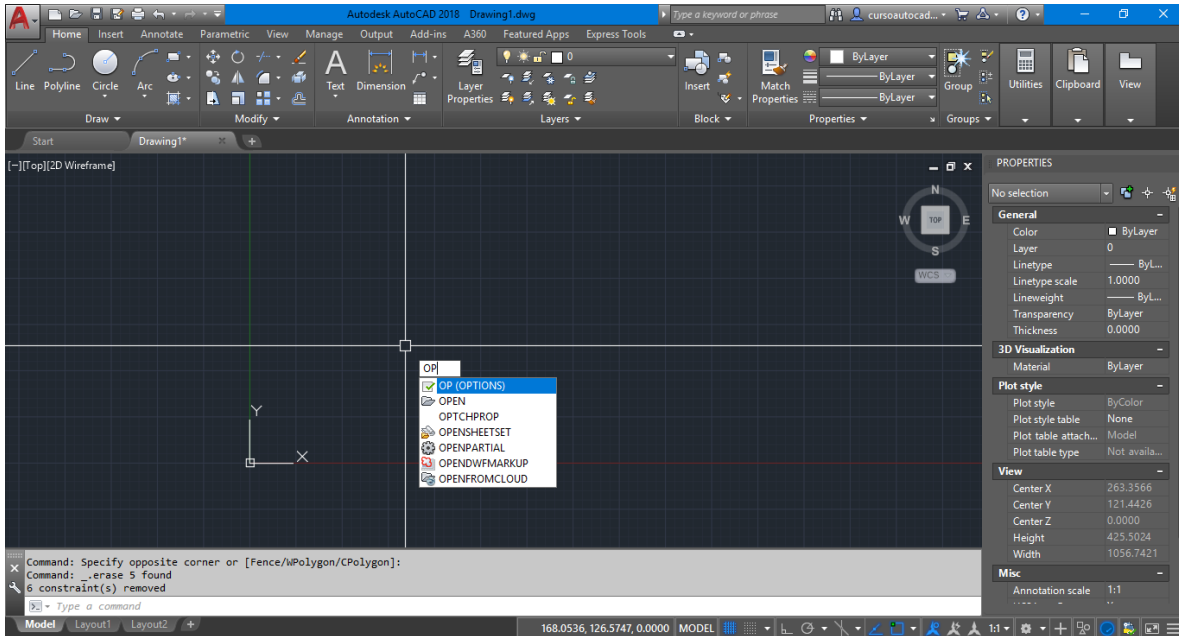 Autodesk AutoCAD 2018 Drawing1.dwg
Type a keyword or phrase
cursoautocad...
Home Insert Annotate Parametric View Manage Output Add-ins A360 Featured Apps Express Tools
0
ByLayer
ByLayer
ByLayer
Line Polyline Circle Arc
Text Dimension
Layer
Properties
Insert
Match
Properties
Group
Utilities
Clipboard
View
Draw
Modify
Annotation
Layers
Block
Properties
Groups
Start
Drawing1*
[−][Top][2D Wireframe]
N
W
TOP
E
S
WCS
OP
OP (OPTIONS)
OPEN
OPTCHPROP
OPENSHEETSET
OPENPARTIAL
OPENDWFMARKUP
OPENFROMCLOUD
Y
X
PROPERTIES
No selection
General
Color ByLayer
Layer 0
Linetype ByL...
Linetype scale 1.0000
Lineweight ByL...
Transparency ByLayer
Thickness 0.0000
3D Visualization
Material ByLayer
Plot style
Plot style ByColor
Plot style table None
Plot table attach... Model
Plot table type Not availa...
View
Center X 263.3566
Center Y 121.4426
Center Z 0.0000
Height 425.5024
Width 1056.7421
Misc
Annotation scale 1:1
Command: Specify opposite corner or [Fence/WPolygon/CPolygon]:
Command: _.erase 5 found
6 constraint(s) removed
Type a command
Model Layout1 Layout2
168.0536, 126.5747, 0.0000 MODEL
1:1